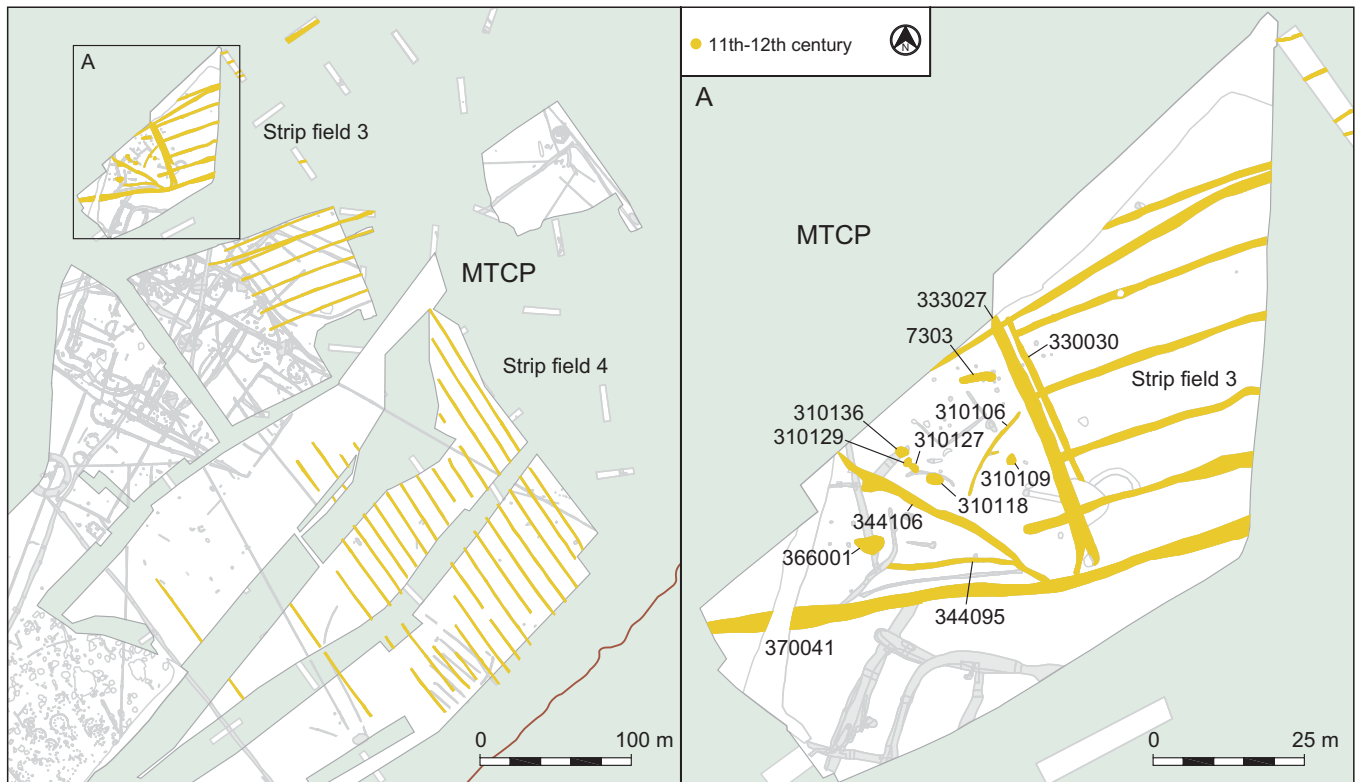 A
Strip field 3
MTCP
Strip field 4
0 100 m
11th-12th century
N
A
MTCP
333027
7303
330030
Strip field 3
310136
310106
310129
310127
310109
310118
344106
366001
344095
370041
0 25 m